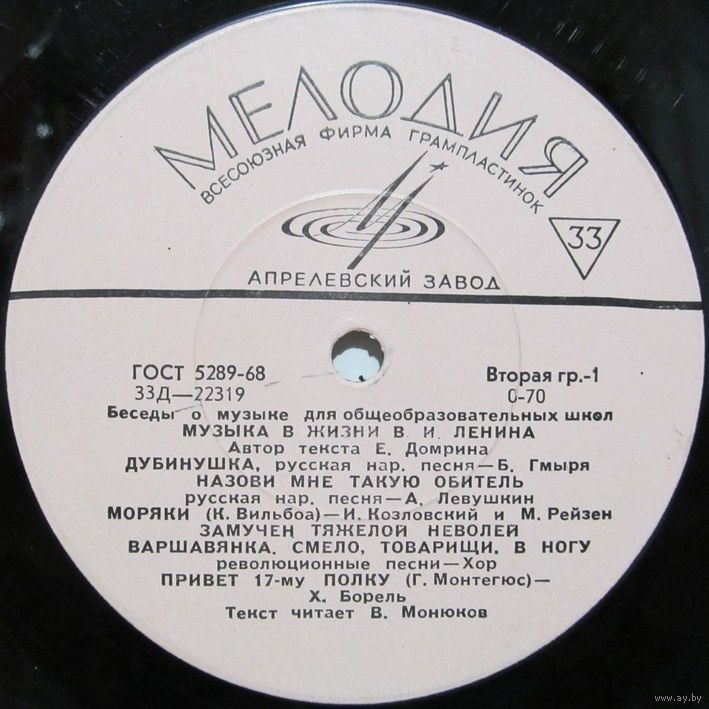 МЕЛОДИЯ
ВСЕСОЮЗНАЯ ФИРМА ГРАМПЛАСТИНОК
33
АПРЕЛЕВСКИЙ ЗАВОД
ГОСТ 5289-68 Вторая гр.-1
33Д—22319 0-70
Беседы о музыке для общеобразовательных школ
МУЗЫКА В ЖИЗНИ В. И. ЛЕНИНА
Автор текста Е. Домрина
ДУБИНУШКА, русская нар. песня—Б. Гмыря
НАЗОВИ МНЕ ТАКУЮ ОБИТЕЛЬ
русская нар. песня—А. Левушкин
МОРЯКИ (К. Вильбоа)—И. Козловский и М. Рейзен
ЗАМУЧЕН ТЯЖЕЛОЙ НЕВОЛЕЙ
ВАРШАВЯНКА. СМЕЛО, ТОВАРИЩИ, В НОГУ
революционные песни—Хор
ПРИВЕТ 17-му ПОЛКУ (Г. Монтегюс)—
Х. Борель
Текст читает В. Монюков
www.ay.by